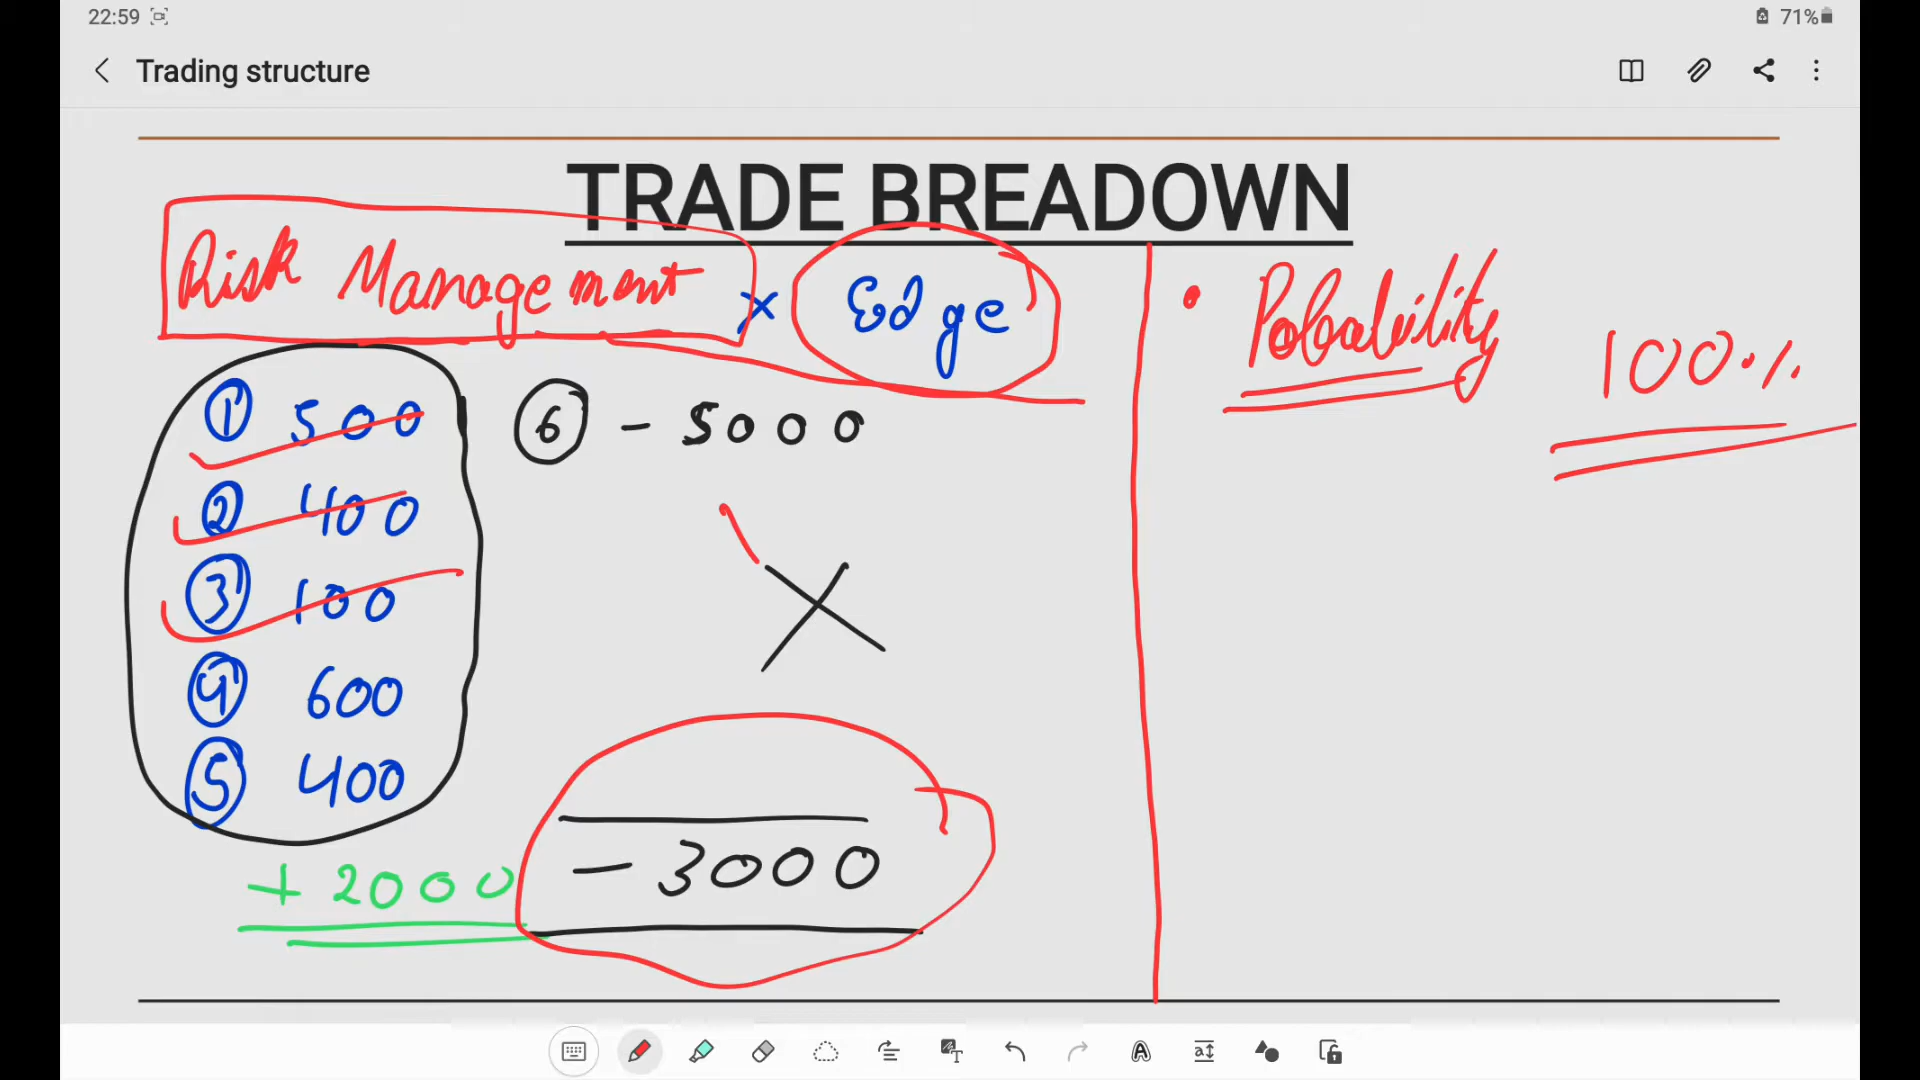 22:59
71%
Trading structure
TRADE BREADOWN
Risk Management × Edge
① 500
② 400
③ 100
④ 600
⑤ 400
+ 2000
⑥ - 5000
- 3000
• Pobability
100%